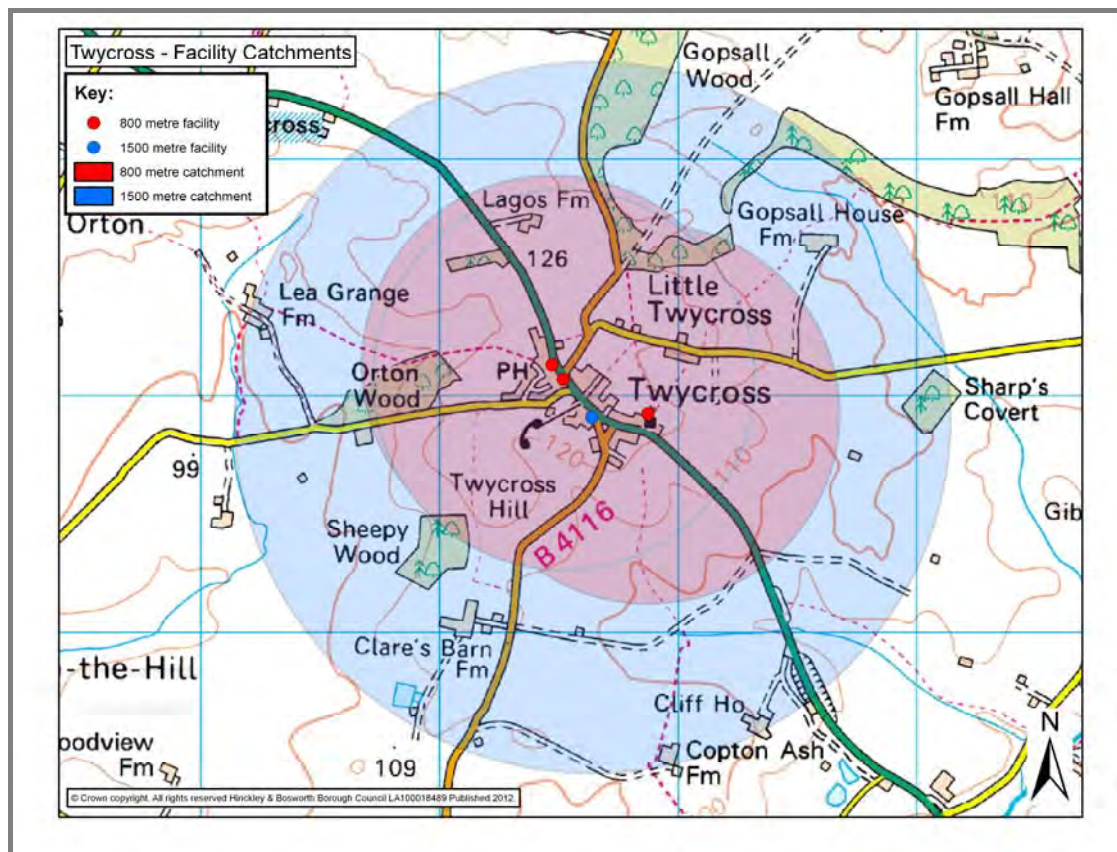 Twycross - Facility Catchments
Key:
800 metre facility
1500 metre facility
800 metre catchment
1500 metre catchment
cross
Orton
Gopsall
Wood
Gopsall Hall
Fm
Lagos Fm
126
Gopsall House
Fm
Lea Grange
Fm
Little
Twycross
PH
Orton
Wood
Twycross
Sharp's
Covert
99
120
110
Twycross
Hill
B 4116
Sheepy
Wood
Gib
Clare's Barn
Fm
-the-Hill
Cliff Ho
oodview
Fm
109
Copton Ash
Fm
N
© Crown copyright. All rights reserved Hinckley & Bosworth Borough Council LA100018489 Published 2012.